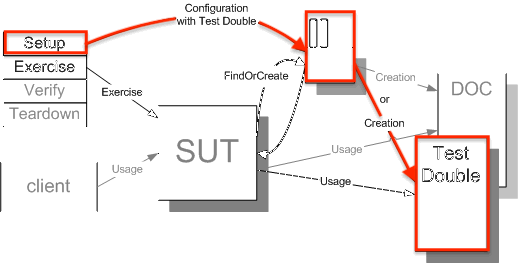 Configuration
with Test Double
Setup
Exercise
Verify
Teardown
FindOrCreate
Creation
or
Creation
DOC
Exercise
SUT
Usage
Usage
Usage
client
Test
Double